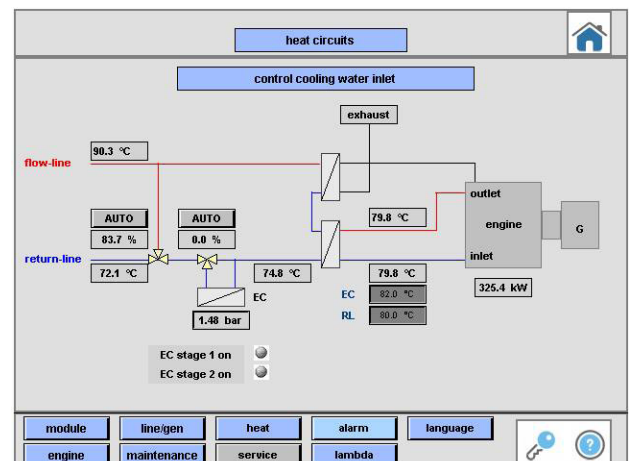 heat circuits
control cooling water inlet
exhaust
90.3 °C
flow-line
outlet
AUTO
AUTO
79.8 °C
engine
G
83.7 %
0.0 %
return-line
inlet
72.1 °C
74.8 °C
79.8 °C
EC
EC
82.0 °C
325.4 kW
1.48 bar
RL
80.0 °C
EC stage 1 on
EC stage 2 on
module
line/gen
heat
alarm
language
engine
maintenance
service
lambda
?